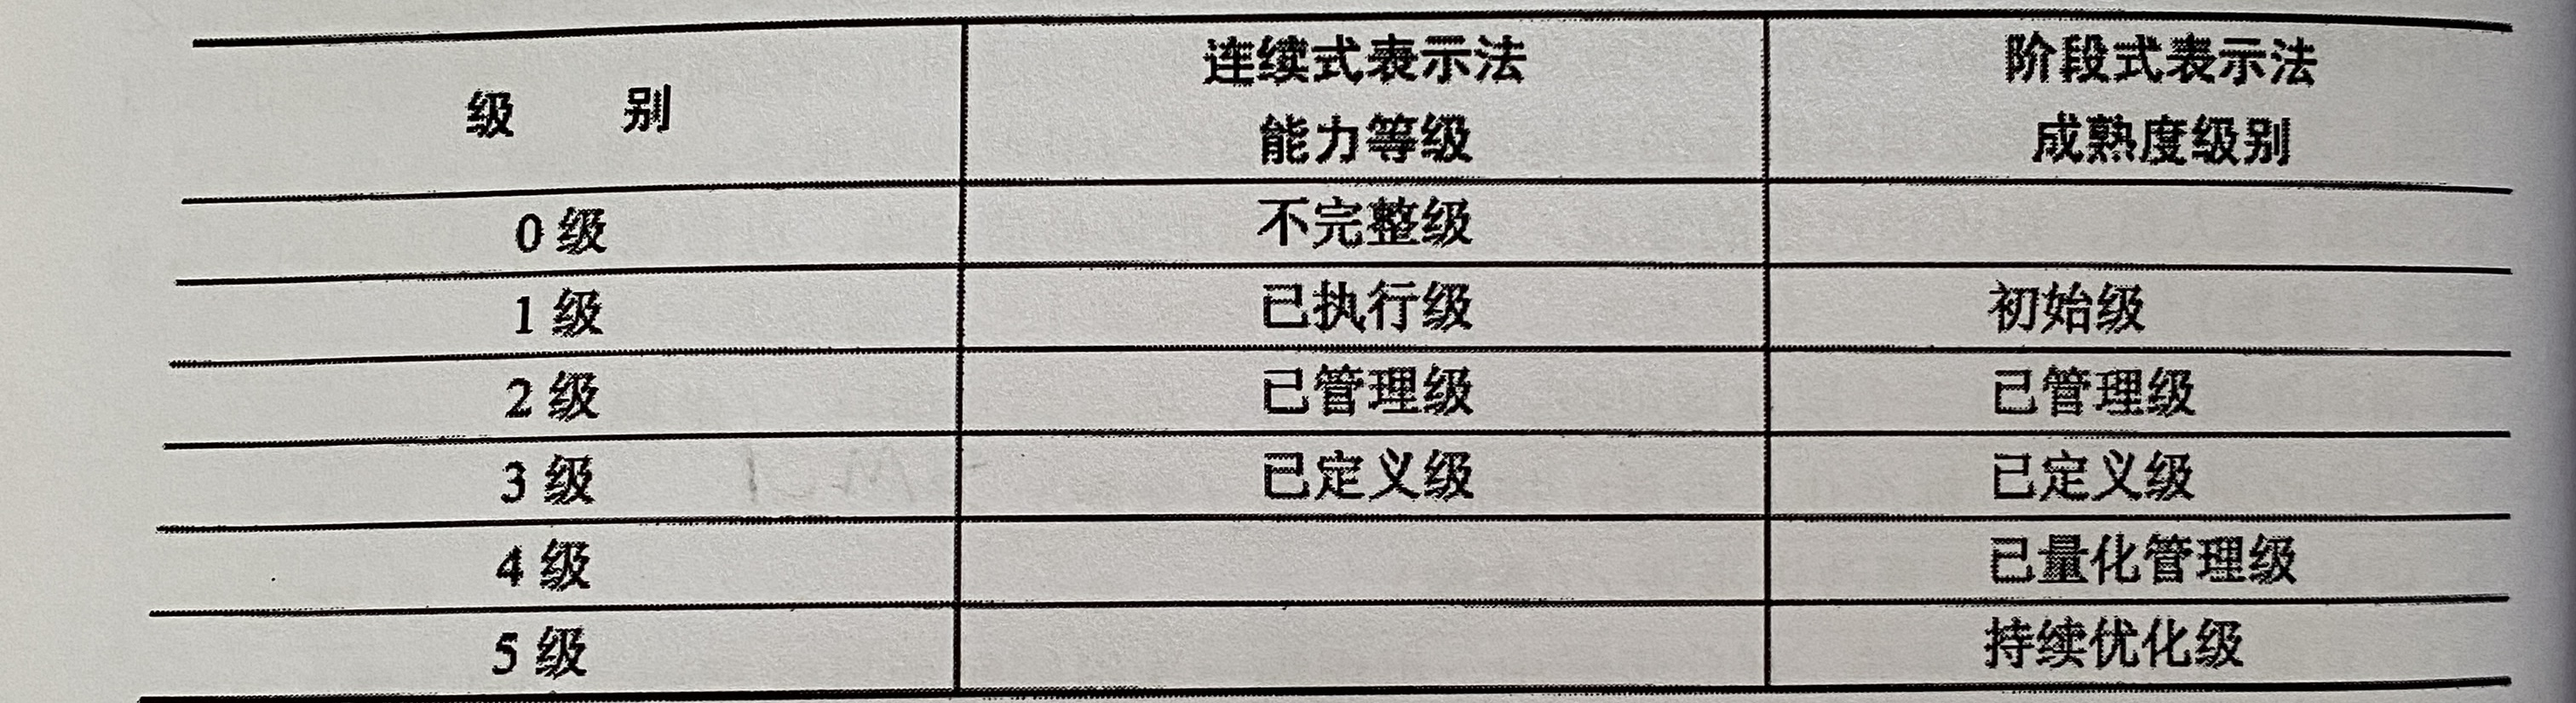 级 别 连续式表示法 能力等级 阶段式表示法 成熟度级别
0 级 不完整级
1 级 已执行级 初始级
2 级 已管理级 已管理级
3 级 已定义级 已定义级
4 级 已量化管理级
5 级 持续优化级